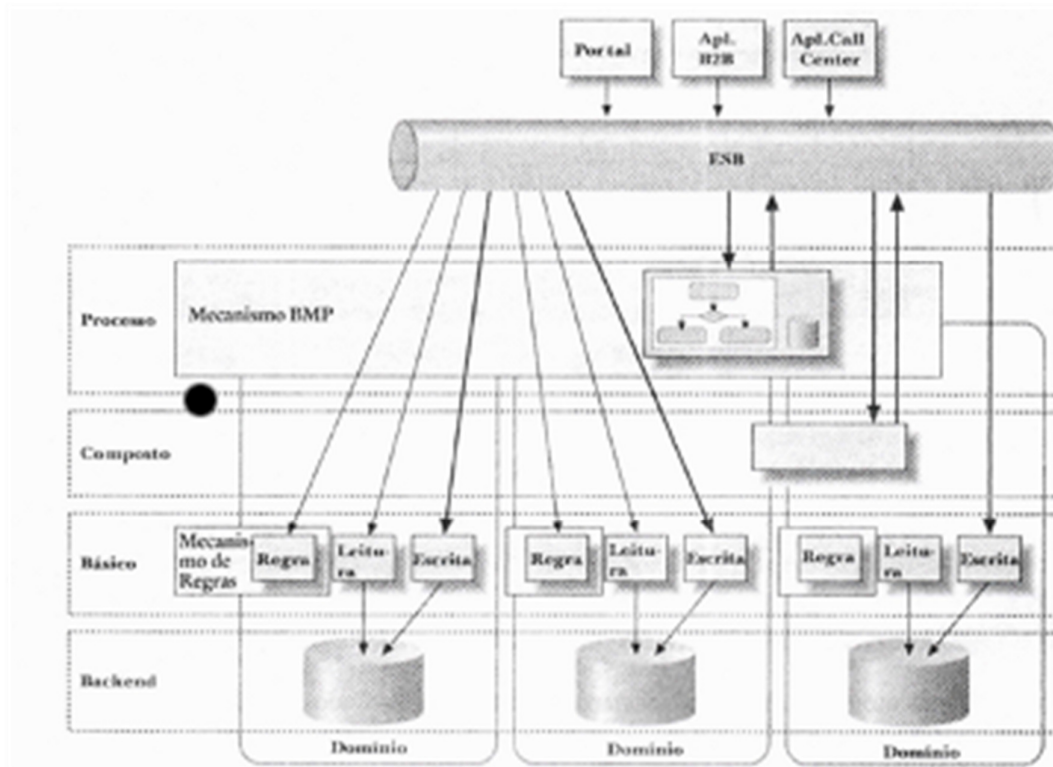 Portal
Apl.
B2B
Apl.Call
Center
ESB
Processo
Mecanismo BMP
Composto
Básico
Mecanis-
mo de
Regras
Regra
Leitu-
ra
Escrita
Regra
Leitu-
ra
Escrita
Regra
Leitu-
ra
Escrita
Backend
Domínio
Domínio
Domínio